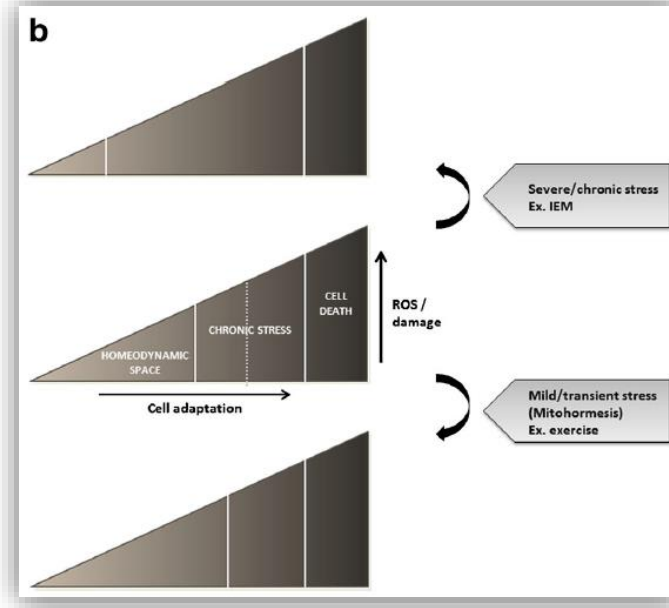 b
Severe/chronic stress
Ex. IEM
CELL
DEATH
ROS /
damage
CHRONIC STRESS
HOMEODYNAMIC
SPACE
Cell adaptation
Mild/transient stress
(Mitohormesis)
Ex. exercise